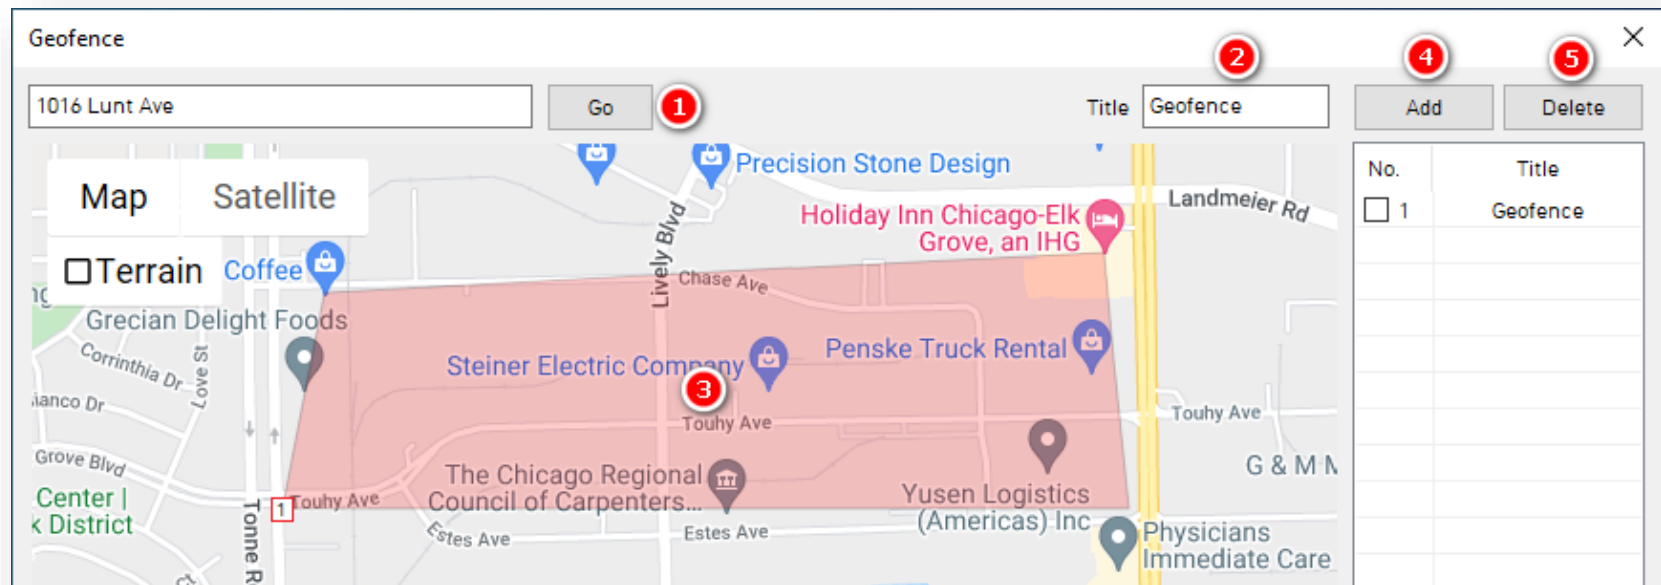 Geofence
1016 Lunt Ave
Go
1
Title
Geofence
2
4
Add
5
Delete
Map
Satellite
Terrain
Precision Stone Design
Landmeier Rd
Holiday Inn Chicago-Elk
Grove, an IHG
Lively Blvd
Coffee
Chase Ave
Grecian Delight Foods
Corrinthia Dr
Love St
Steiner Electric Company
Penske Truck Rental
3
ianco Dr
Touhy Ave
Touhy Ave
Grove Blvd
The Chicago Regional
Council of Carpenters...
G & M M
Yusen Logistics
(Americas) Inc
Center |
k District
1
Touhy Ave
Tonne R
Estes Ave
Estes Ave
Physicians
Immediate Care
No.
Title
1
Geofence